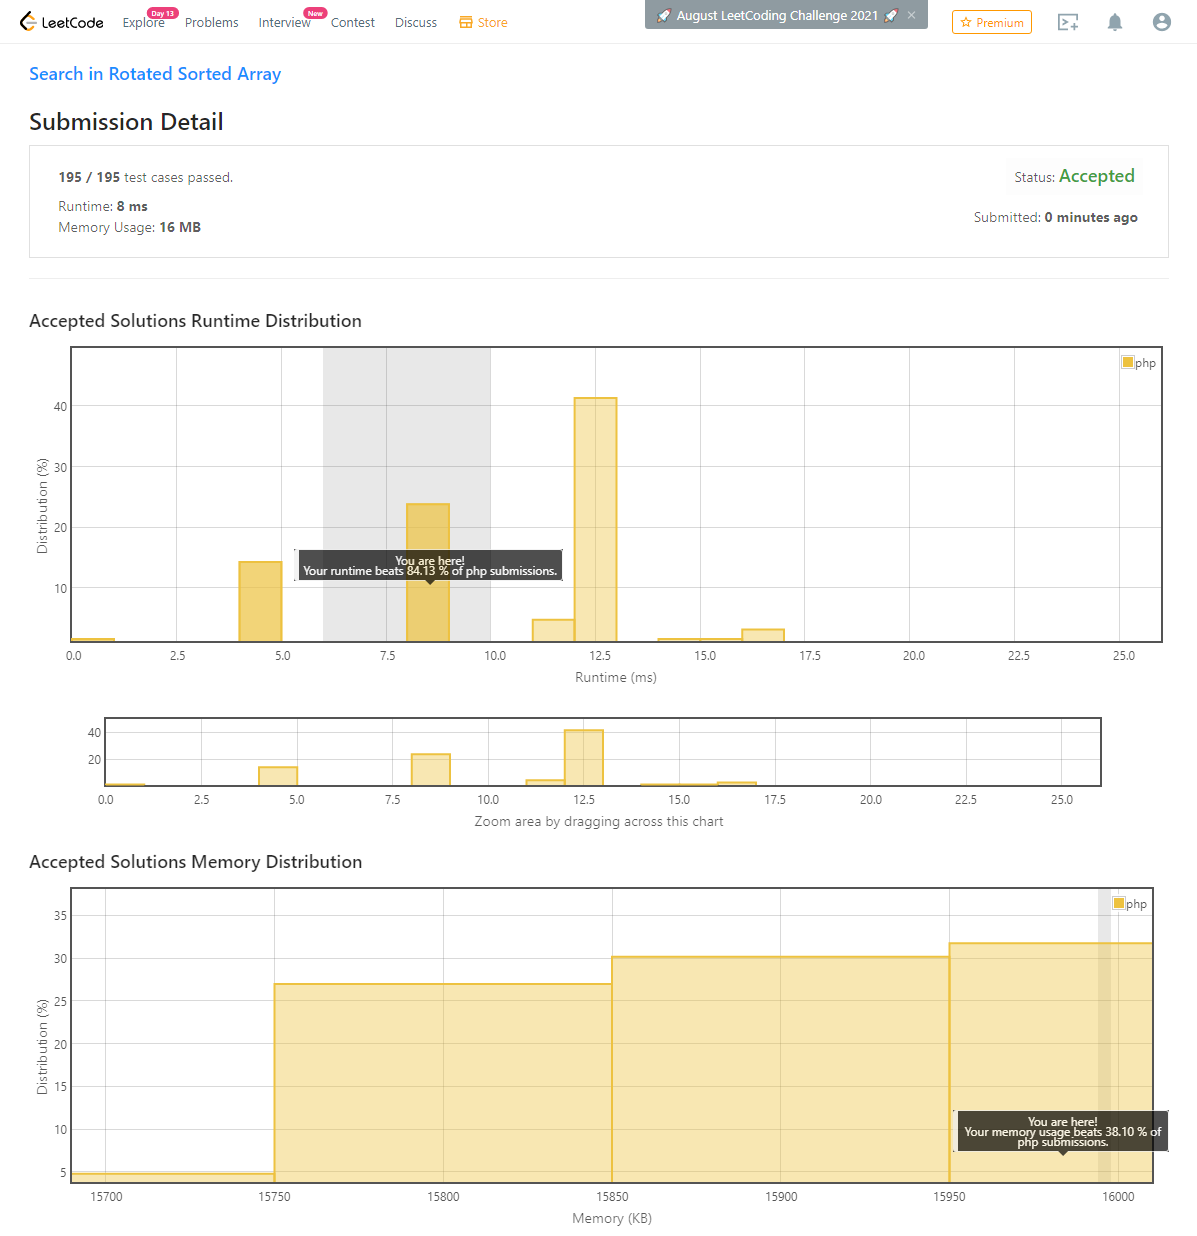 LeetCode Explore Day 13 Problems Interview New Contest Discuss Store 🚀 August LeetCoding Challenge 2021 🚀 × Premium
Search in Rotated Sorted Array
Submission Detail
195 / 195 test cases passed.
Status: Accepted
Runtime: 8 ms
Submitted: 0 minutes ago
Memory Usage: 16 MB
Accepted Solutions Runtime Distribution
php
40
30
20
10
Distribution (%)
You are here!
Your runtime beats 84.13 % of php submissions.
0.0 2.5 5.0 7.5 10.0 12.5 15.0 17.5 20.0 22.5 25.0
Runtime (ms)
40
20
0.0 2.5 5.0 7.5 10.0 12.5 15.0 17.5 20.0 22.5 25.0
Zoom area by dragging across this chart
Accepted Solutions Memory Distribution
php
35
30
25
20
15
10
5
Distribution (%)
You are here!
Your memory usage beats 38.10 % of
php submissions.
15700 15750 15800 15850 15900 15950 16000
Memory (KB)